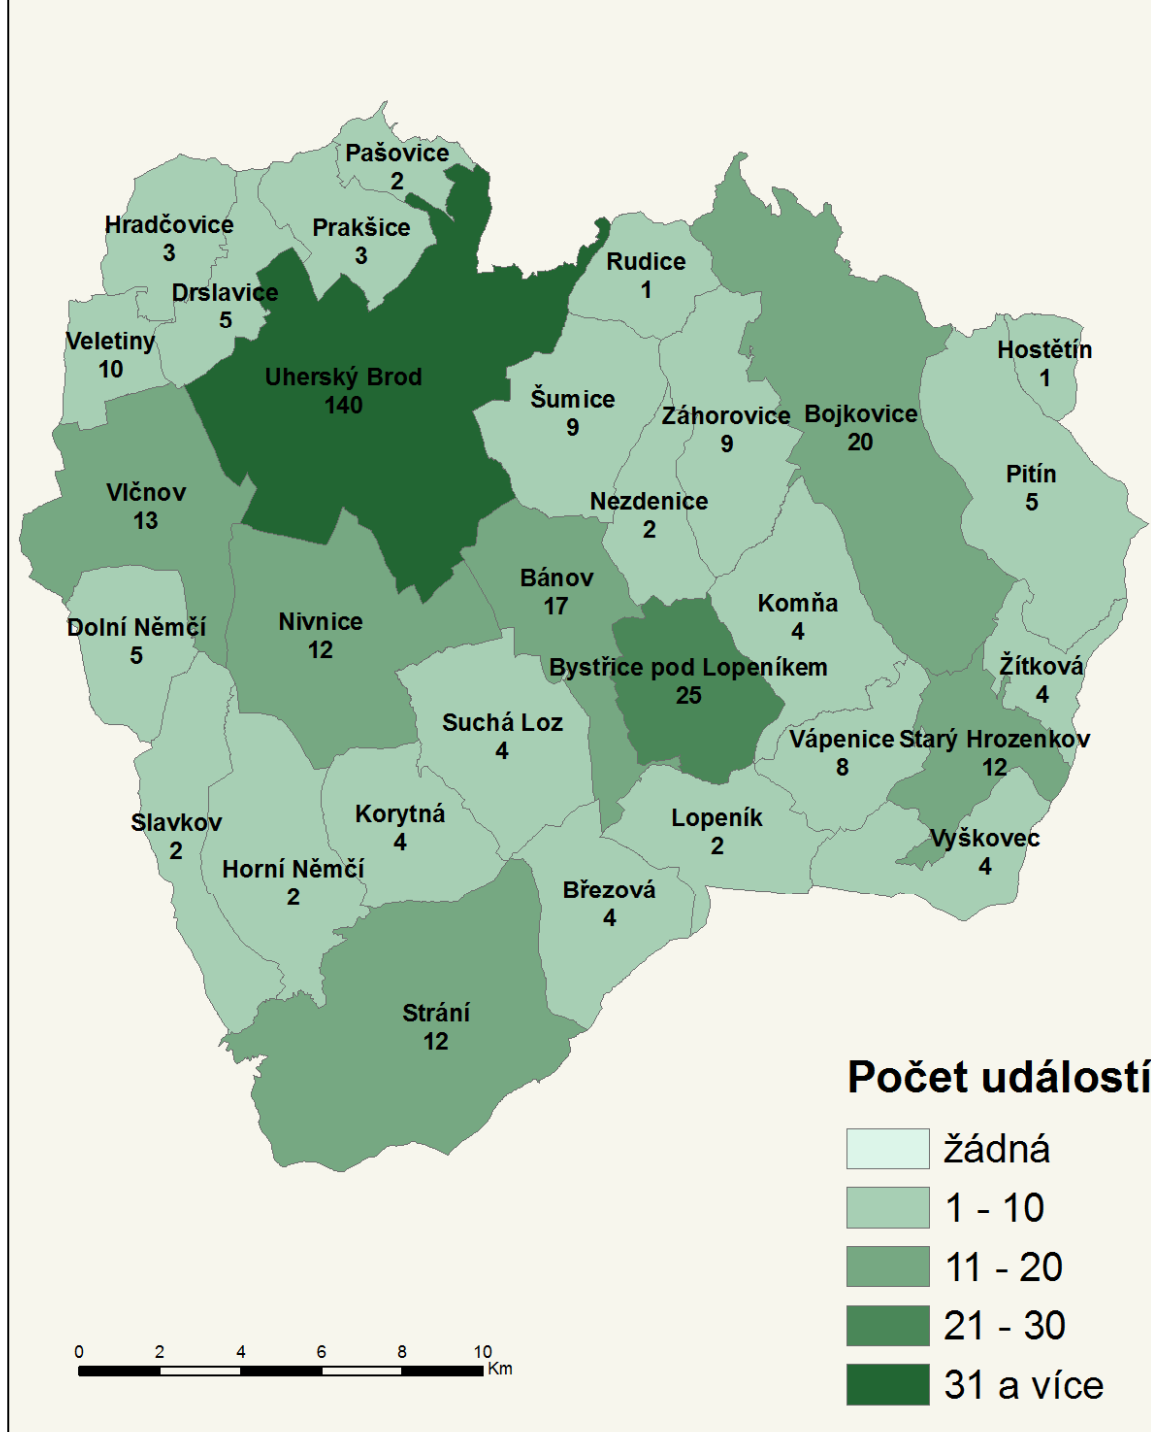 Pašovice
2
Hradčovice
3
Prakšice
3
Rudice
1
Drslavice
5
Veletiny
10
Hostětín
1
Uherský Brod
140
Šumice
9
Záhorovice
9
Bojkovice
20
Pitín
5
Vlčnov
13
Nezdenice
2
Bánov
17
Komňa
4
Dolní Němčí
5
Nivnice
12
Bystřice pod Lopeníkem
25
Žítková
4
Suchá Loz
4
Vápenice
8
Starý Hrozenkov
12
Slavkov
2
Korytná
4
Lopeník
2
Vyškovec
4
Horní Němčí
2
Březová
4
Strání
12
Počet událostí
žádná
1 - 10
11 - 20
21 - 30
31 a více
0 2 4 6 8 10
Km